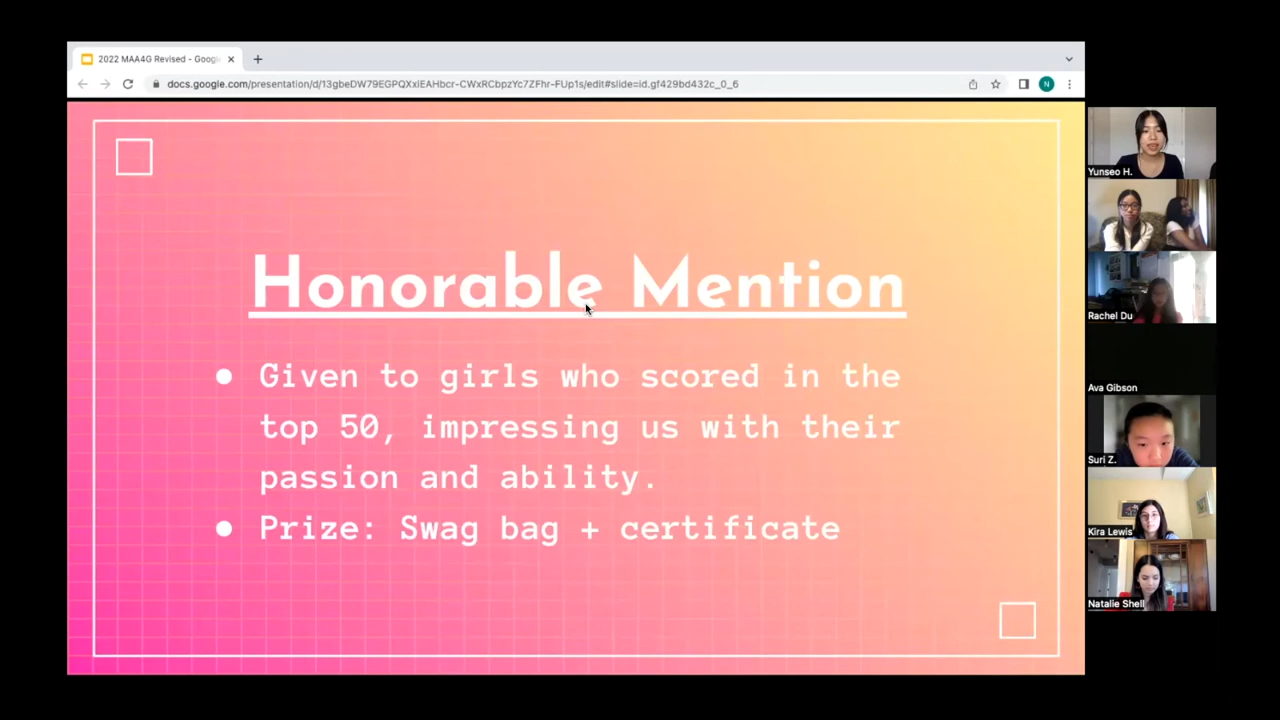 2022 MAA4G Revised - Goog
docs.google.com/presentation/d/13gbeDW79EGPQXxiEAHbcr-CWxRCbpzYc7ZFhr-FUp1s/edit#slide=id.gf429bd432c_0_6
N
Honorable Mention
● Given to girls who scored in the
top 50, impressing us with their
passion and ability.
● Prize: Swag bag + certificate
Yunseo H.
Rachel Du
Ava Gibson
Suri Z.
Kira Lewis
Natalie Shell